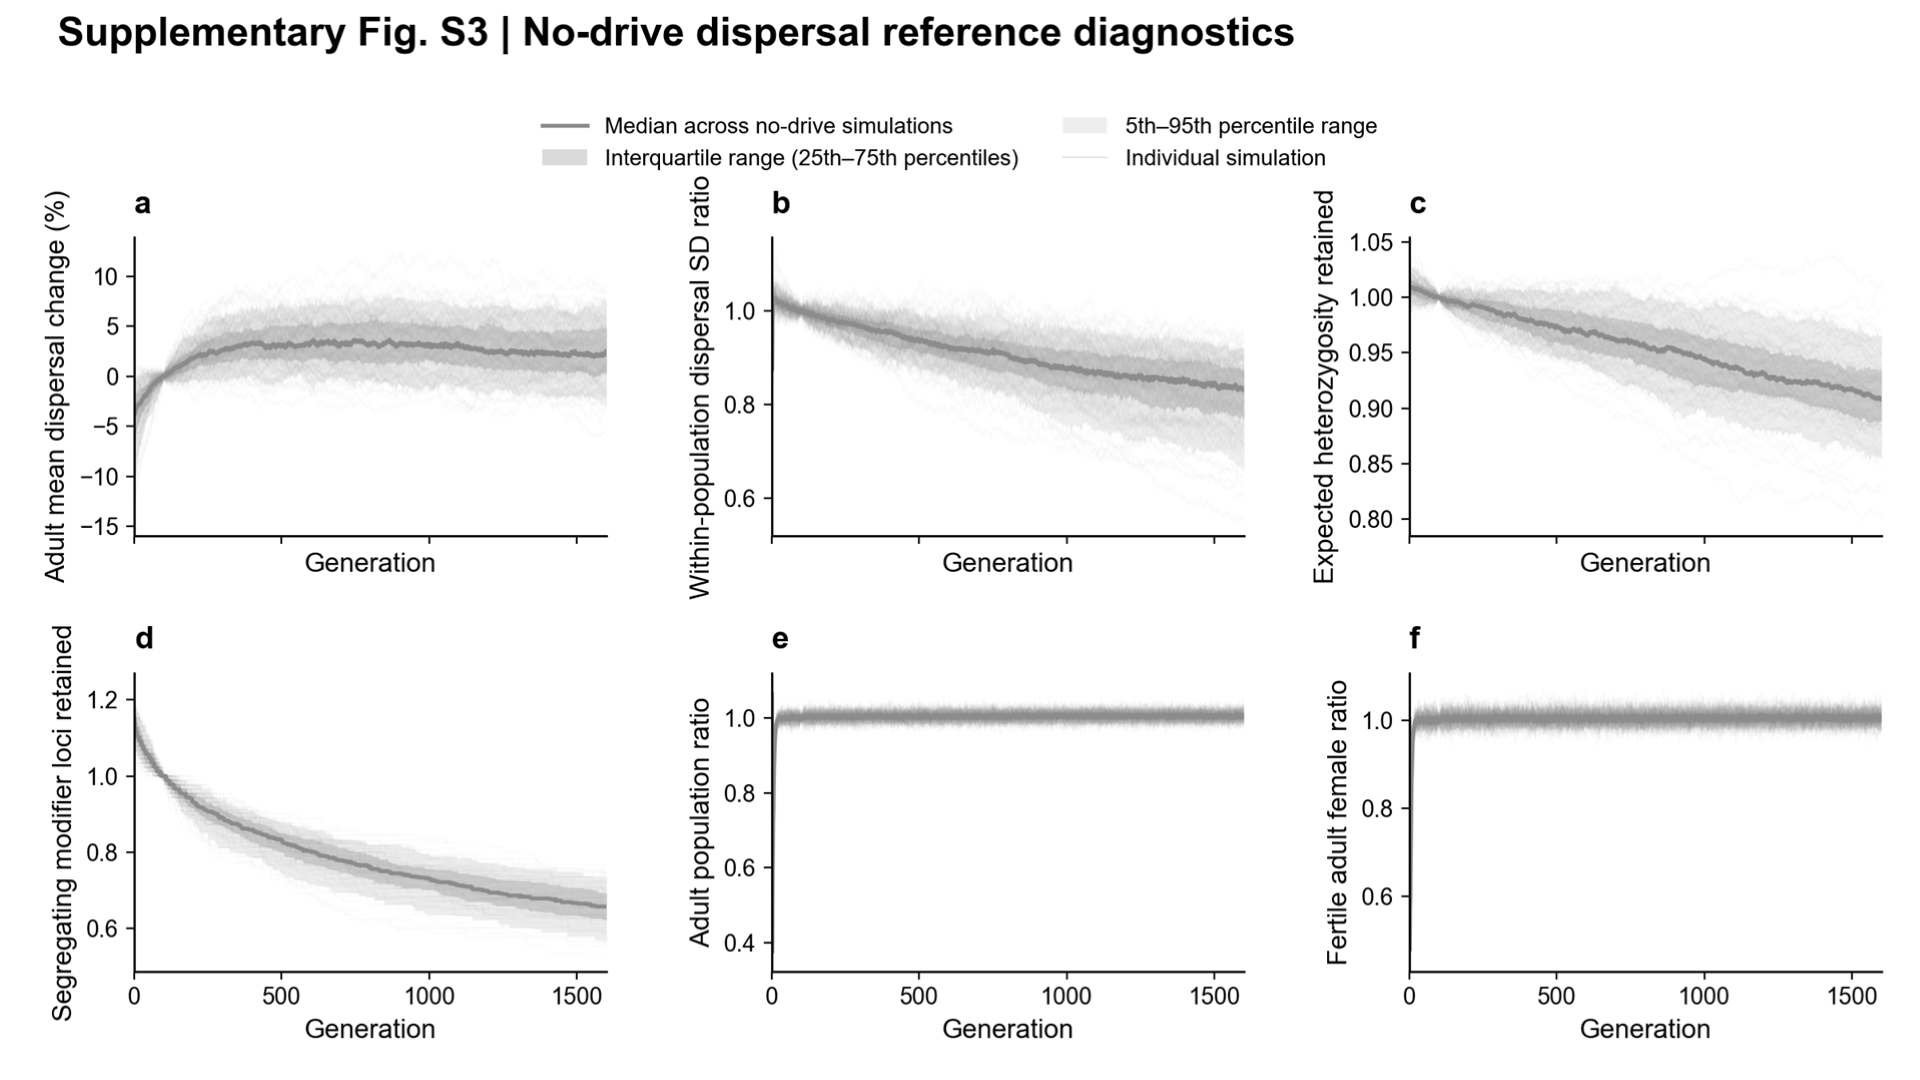 Supplementary Fig. S3 | No-drive dispersal reference diagnostics
Median across no-drive simulations
Interquartile range (25th–75th percentiles)
5th–95th percentile range
Individual simulation
a
Adult mean dispersal change (%)
10
5
0
−5
−10
−15
Generation
b
Within-population dispersal SD ratio
1.0
0.8
0.6
Generation
c
Expected heterozygosity retained
1.05
1.00
0.95
0.90
0.85
0.80
Generation
d
Segregating modifier loci retained
1.2
1.0
0.8
0.6
0
500
1000
1500
Generation
e
Adult population ratio
1.0
0.8
0.6
0.4
0
500
1000
1500
Generation
f
Fertile adult female ratio
1.0
0.8
0.6
0
500
1000
1500
Generation